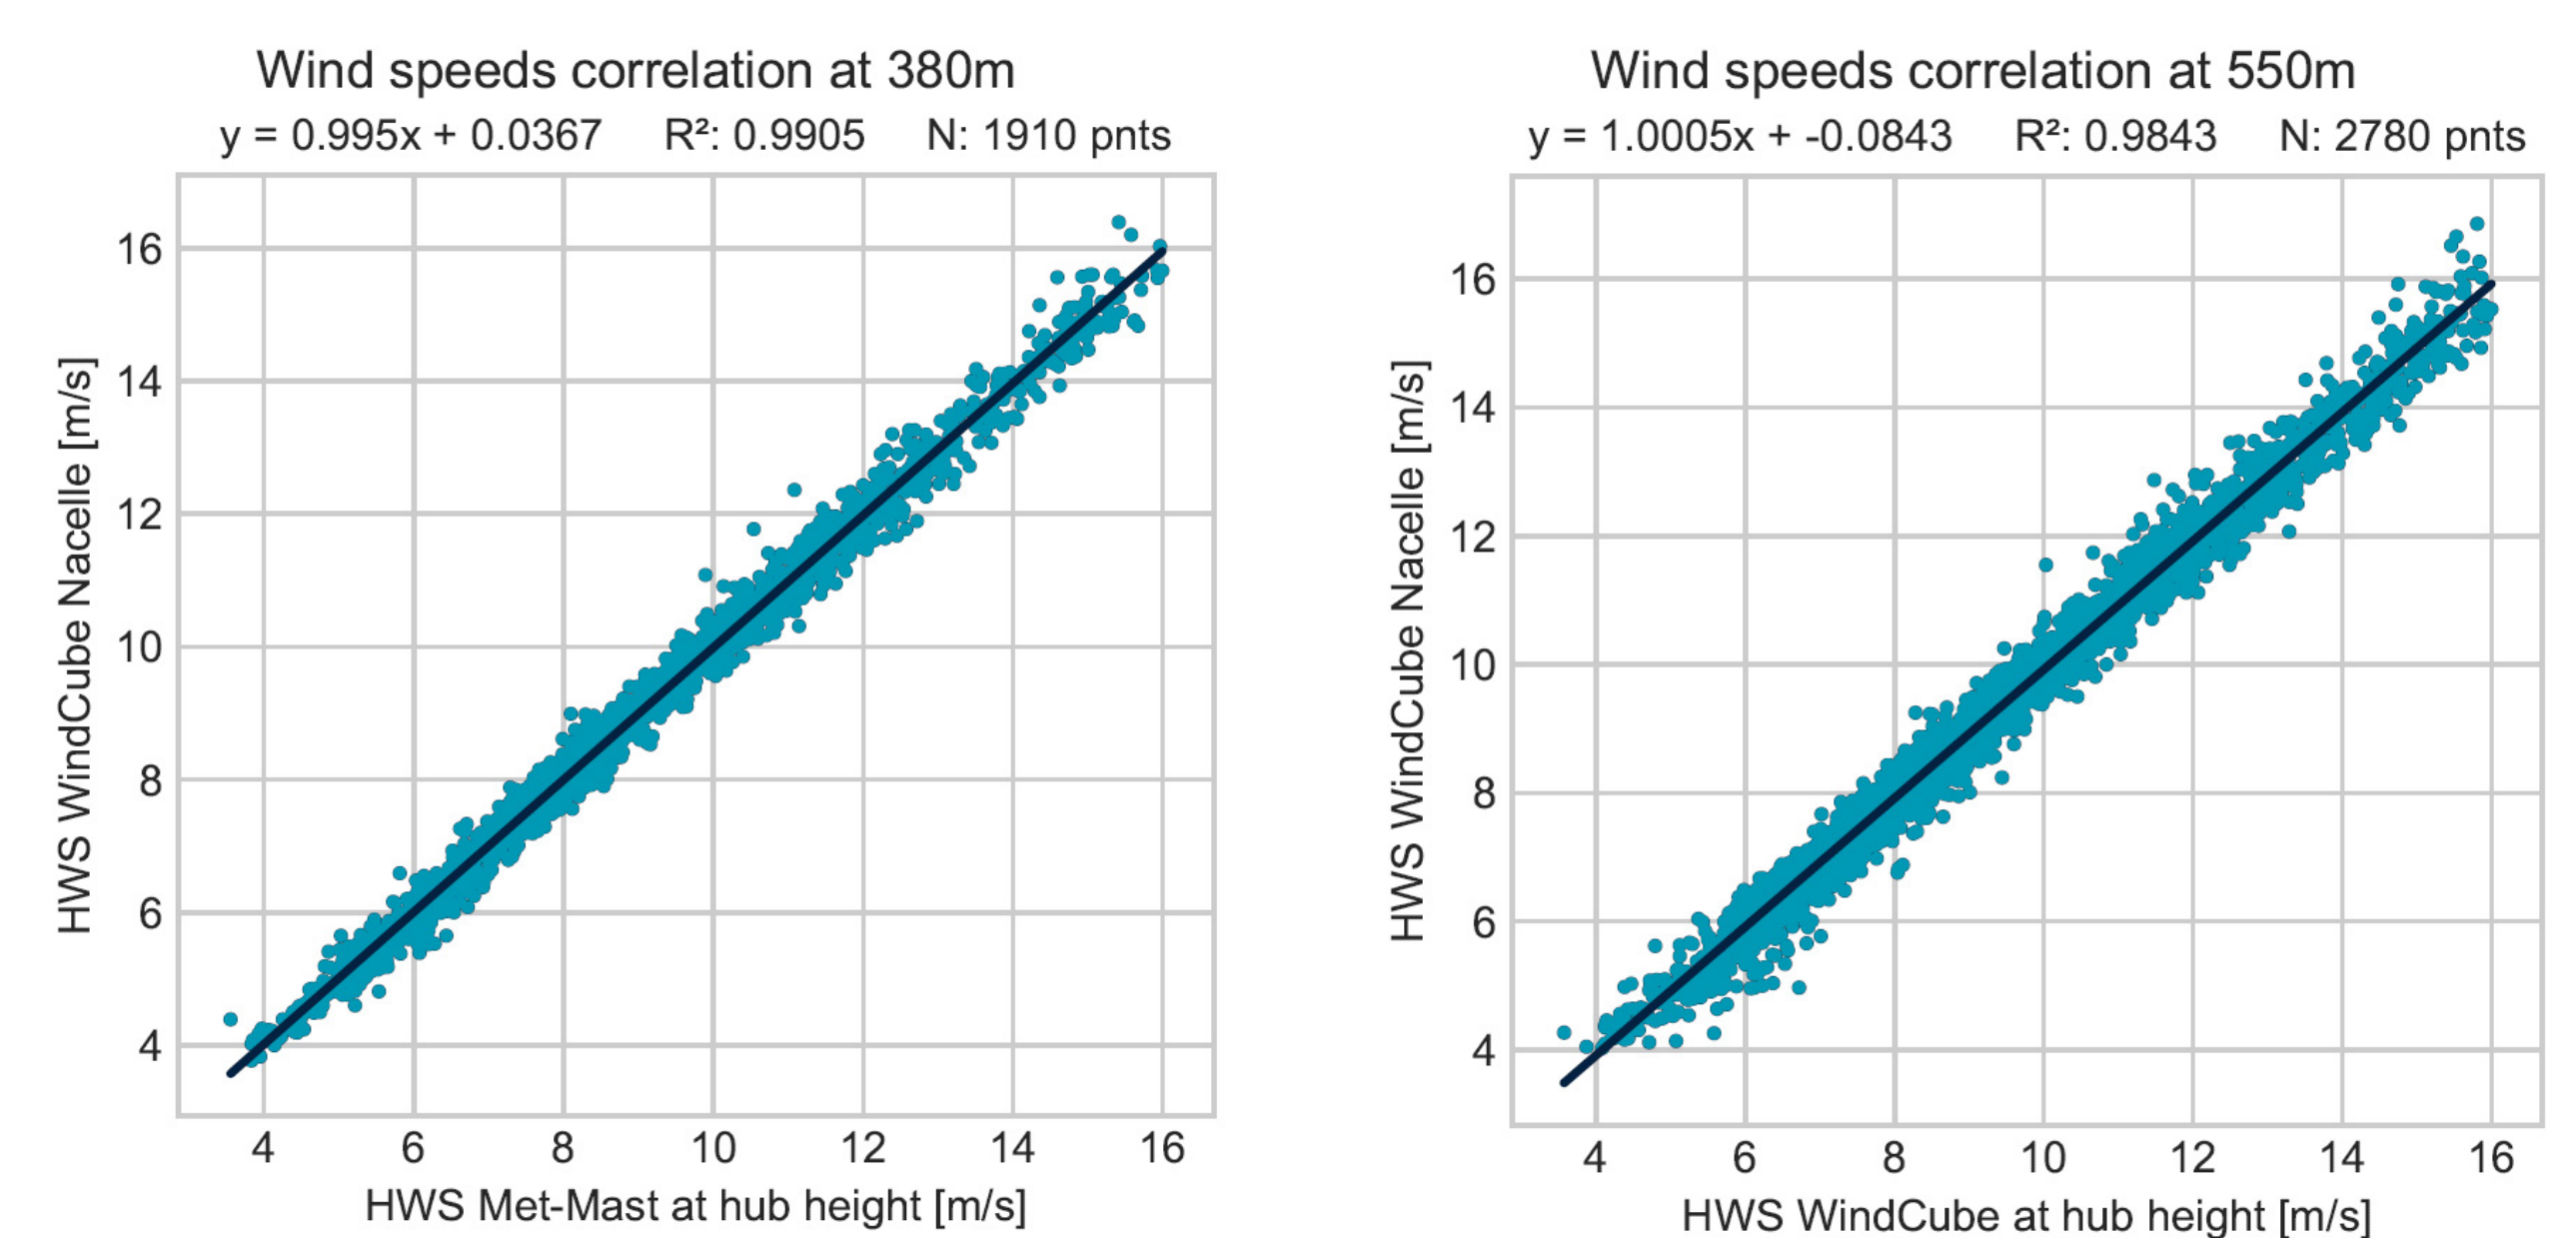 Wind speeds correlation at 380m
y = 0.995x + 0.0367 R²: 0.9905 N: 1910 pnts
HWS WindCube Nacelle [m/s]
16
14
12
10
8
6
4
4 6 8 10 12 14 16
HWS Met-Mast at hub height [m/s]
Wind speeds correlation at 550m
y = 1.0005x + -0.0843 R²: 0.9843 N: 2780 pnts
HWS WindCube Nacelle [m/s]
16
14
12
10
8
6
4
4 6 8 10 12 14 16
HWS WindCube at hub height [m/s]